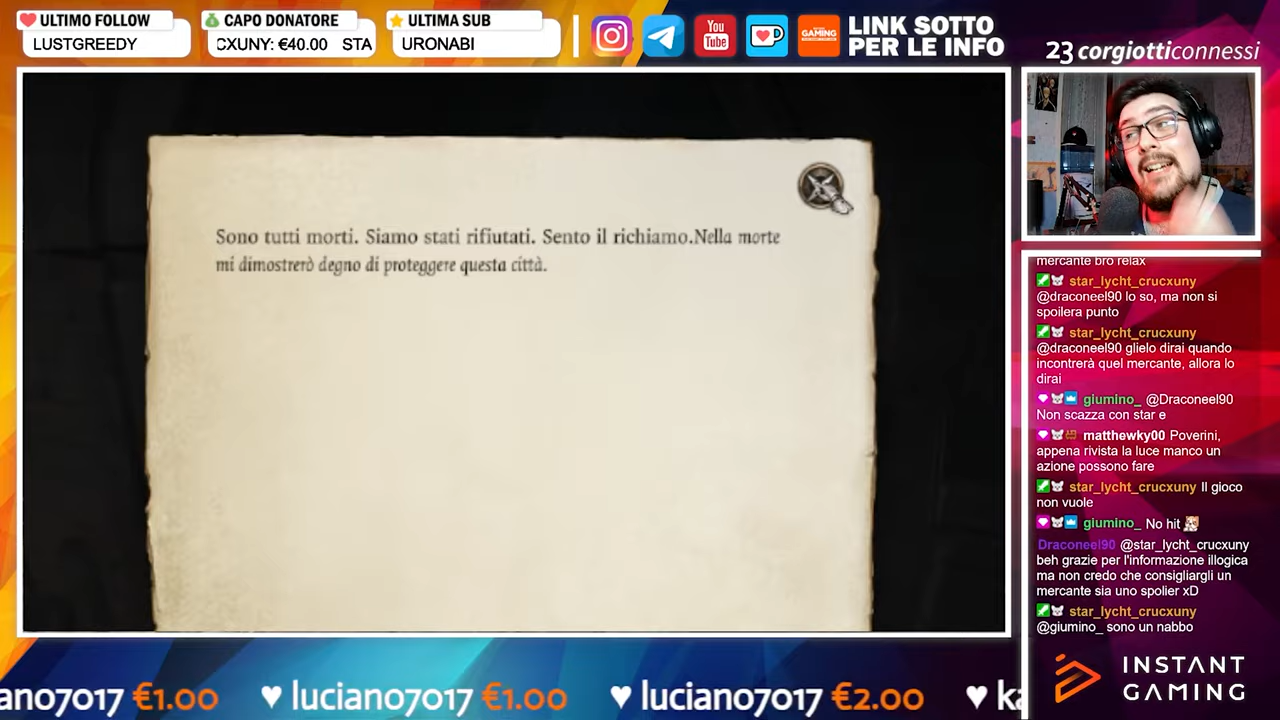 ULTIMO FOLLOW
LUSTGREEDY
CAPO DONATORE
CXUNY: €40.00 STA
ULTIMA SUB
URONABI
You
Tube
INSTANT
GAMING
LINK SOTTO
PER LE INFO
23 corgiotticonnessi
Sono tutti morti. Siamo stati rifiutati. Sento il richiamo.Nella morte
mi dimostrerò degno di proteggere questa città.
mercante bro relax
star_lycht_crucxuny
@draconeel90 lo so, ma non si
spoilera punto
star_lycht_crucxuny
@draconeel90 glielo dirai quando
incontrerà quel mercante, allora lo
dirai
giumino_ @Draconeel90
Non scazza con star e
matthewky00 Poverini,
appena rivista la luce manco un
azione possono fare
star_lycht_crucxuny Il gioco
non vuole
giumino_ No hit
Draconeel90 @star_lycht_crucxuny
beh grazie per l'informazione illogica
ma non credo che consigliargli un
mercante sia uno spolier xD
star_lycht_crucxuny
@giumino_ sono un nabbo
INSTANT
GAMING
ano7017 €1.00 ♥ luciano7017 €1.00 ♥ luciano7017 €2.00 ♥ ka